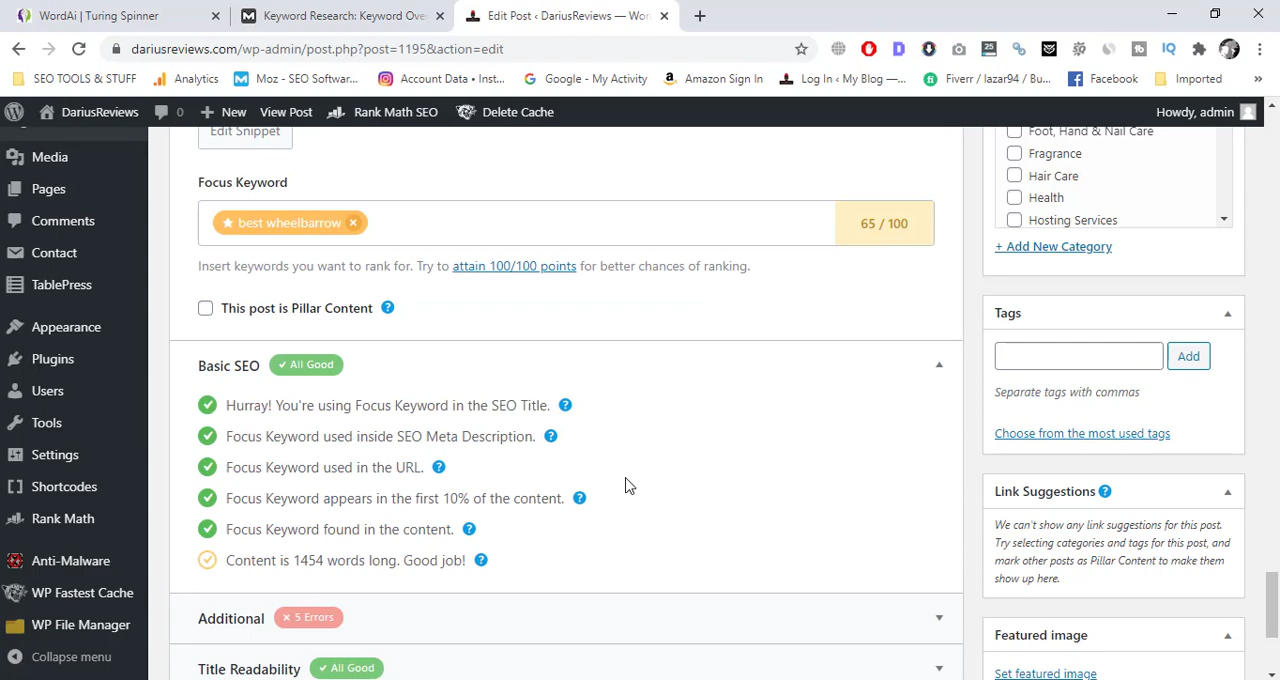 WordAi | Turing Spinner
Keyword Research: Keyword Ove
Edit Post ‹ DariusReviews — Wor
dariusreviews.com/wp-admin/post.php?post=1195&action=edit
25
IQ
SEO TOOLS & STUFF
Analytics
Moz - SEO Software...
Account Data • Inst...
Google - My Activity
Amazon Sign In
Log In ‹ My Blog —...
Fiverr / lazar94 / Bu...
Facebook
Imported
DariusReviews
0
New
View Post
Rank Math SEO
Delete Cache
Howdy, admin
Media
Pages
Comments
Contact
TablePress
Appearance
Plugins
Users
Tools
Settings
Shortcodes
Rank Math
Anti-Malware
WP Fastest Cache
WP File Manager
Collapse menu
Edit Snippet
Focus Keyword
best wheelbarrow
65 / 100
Insert keywords you want to rank for. Try to attain 100/100 points for better chances of ranking.
This post is Pillar Content
Basic SEO
All Good
Hurray! You're using Focus Keyword in the SEO Title.
Focus Keyword used inside SEO Meta Description.
Focus Keyword used in the URL.
Focus Keyword appears in the first 10% of the content.
Focus Keyword found in the content.
Content is 1454 words long. Good job!
Additional
5 Errors
Title Readability
All Good
Foot, Hand & Nail Care
Fragrance
Hair Care
Health
Hosting Services
+ Add New Category
Tags
Add
Separate tags with commas
Choose from the most used tags
Link Suggestions
We can't show any link suggestions for this post.
Try selecting categories and tags for this post, and
mark other posts as Pillar Content to make them
show up here.
Featured image
Set featured image